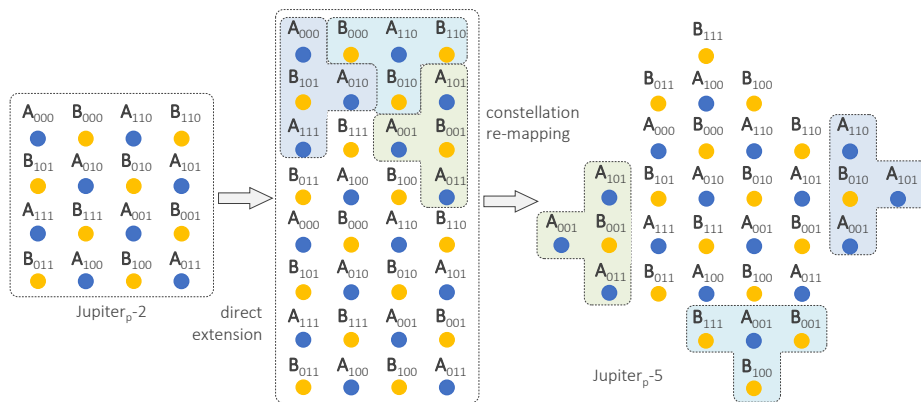 A000 B000 A110 B110
B101 A010 B010 A101
A111 B111 A001 B001
B011 A100 B100 A011
Jupiterp-2
direct
extension
A000 B000 A110 B110
B101 A010 B010 A101
A111 B111 A001 B001
B011 A100 B100 A011
A000 B000 A110 B110
B101 A010 B010 A101
A111 B111 A001 B001
B011 A100 B100 A011
constellation
re-mapping
B111
B011 A100 B100
A000 B000 A110 B110 A110
A101 B101 A010 B010 A101 B010 A101
A001 B001 A111 B111 A001 B001 A001
A011 B011 A100 B100 A011
B111 A001 B001
B100
Jupiterp-5